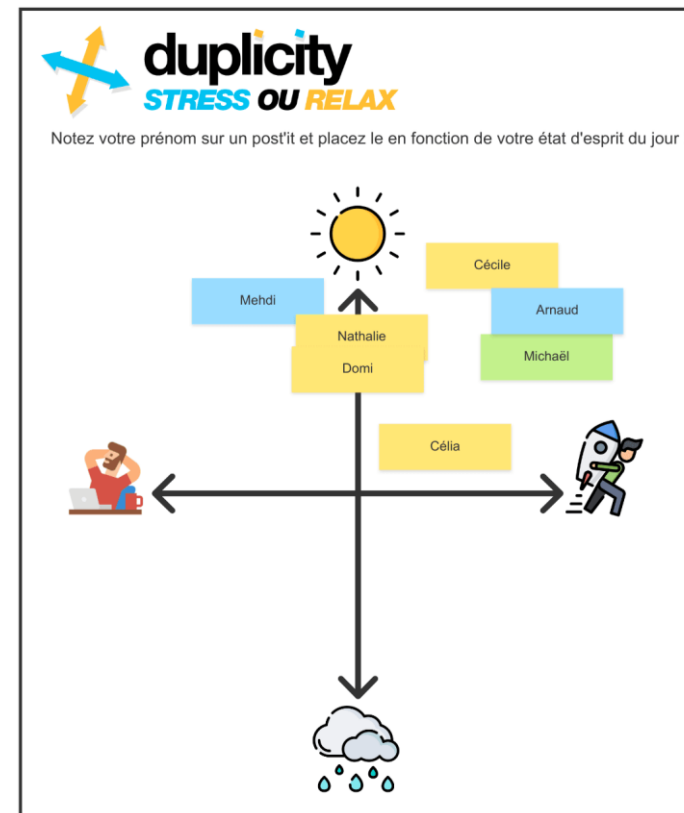 duplicity
STRESS OU RELAX
Notez votre prénom sur un post'it et placez le en fonction de votre état d'esprit du jour
Cécile
Mehdi
Arnaud
Nathalie
Michaël
Domi
Célia